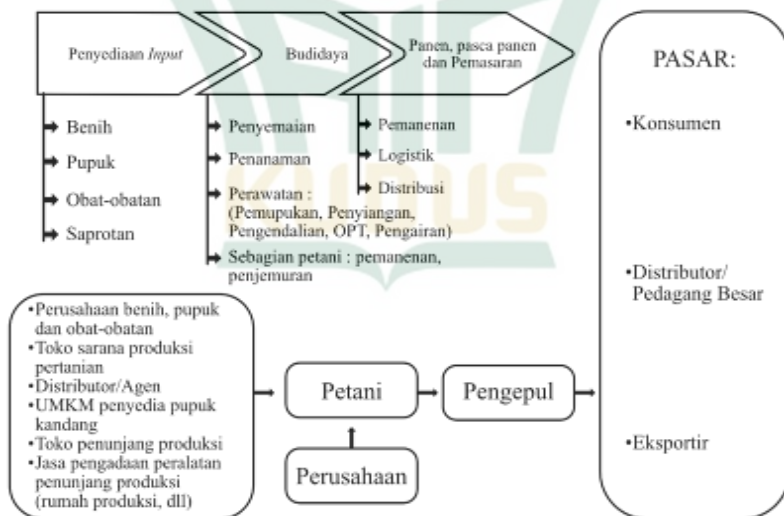 Penyediaan Input
Budidaya
Panen, pasca panen
dan Pemasaran
Benih
Pupuk
Obat-obatan
Saprotan
Penyemaian
Penanaman
Perawatan :
(Pemupukan, Penyiangan,
Pengendalian, OPT, Pengairan)
Sebagian petani : pemanenan,
penjemuran
Pemanenan
Logistik
Distribusi
PASAR:
•Konsumen
•Distributor/
Pedagang Besar
•Eksportir
•Perusahaan benih, pupuk
dan obat-obatan
•Toko sarana produksi
pertanian
•Distributor/Agen
•UMKM penyedia pupuk
kandang
•Toko penunjang produksi
•Jasa pengadaan peralatan
penunjang produksi
(rumah produksi, dll)
Petani
Pengepul
Perusahaan
KUDUS